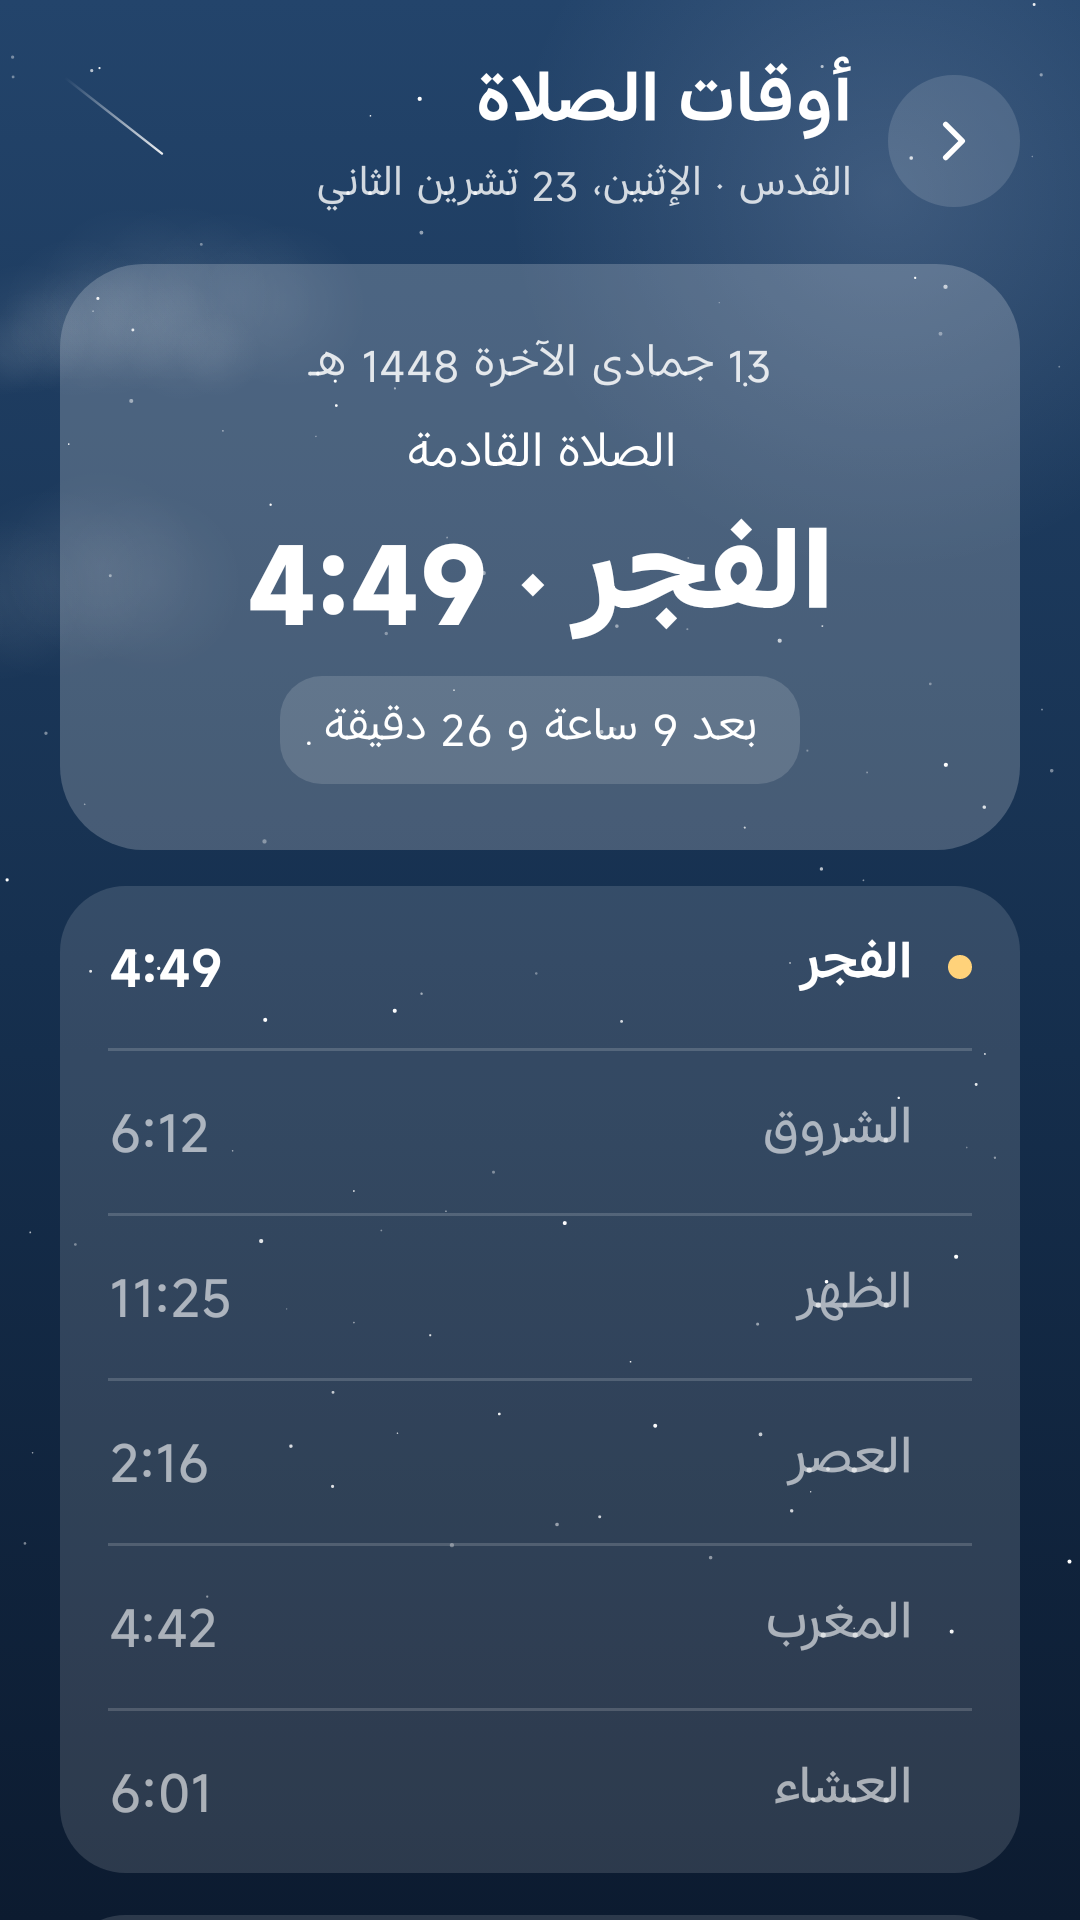 أوقات الصلاة
القدس · الإثنين، 23 تشرين الثاني
13 جمادى الآخرة 1448 هـ
الصلاة القادمة
الفجر · 4:49
بعد 9 ساعة و 26 دقيقة
الفجر 4:49
الشروق 6:12
الظهر 11:25
العصر 2:16
المغرب 4:42
العشاء 6:01